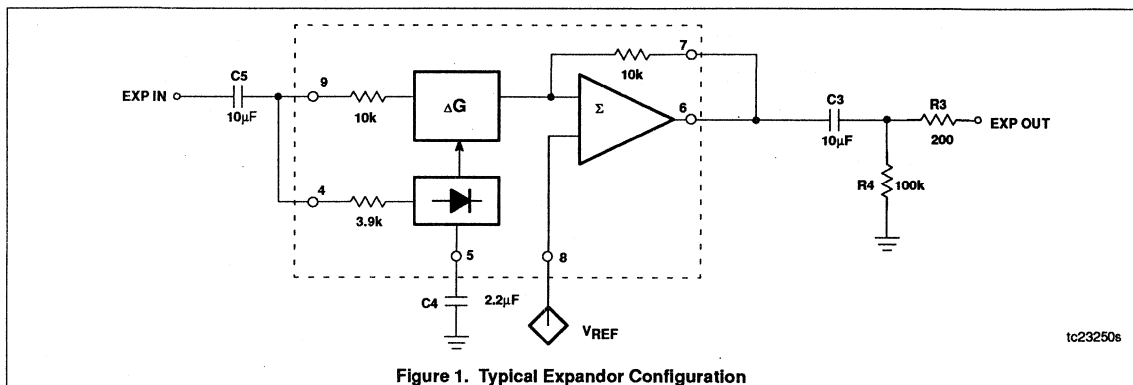 7
C5
9
10k
EXP IN
ΔG
Σ
6
C3
R3
EXP OUT
10μF
10k
10μF
200
4
R4
100k
3.9k
5
8
C4
2.2μF
VREF
tc23250s
Figure 1. Typical Expandor Configuration